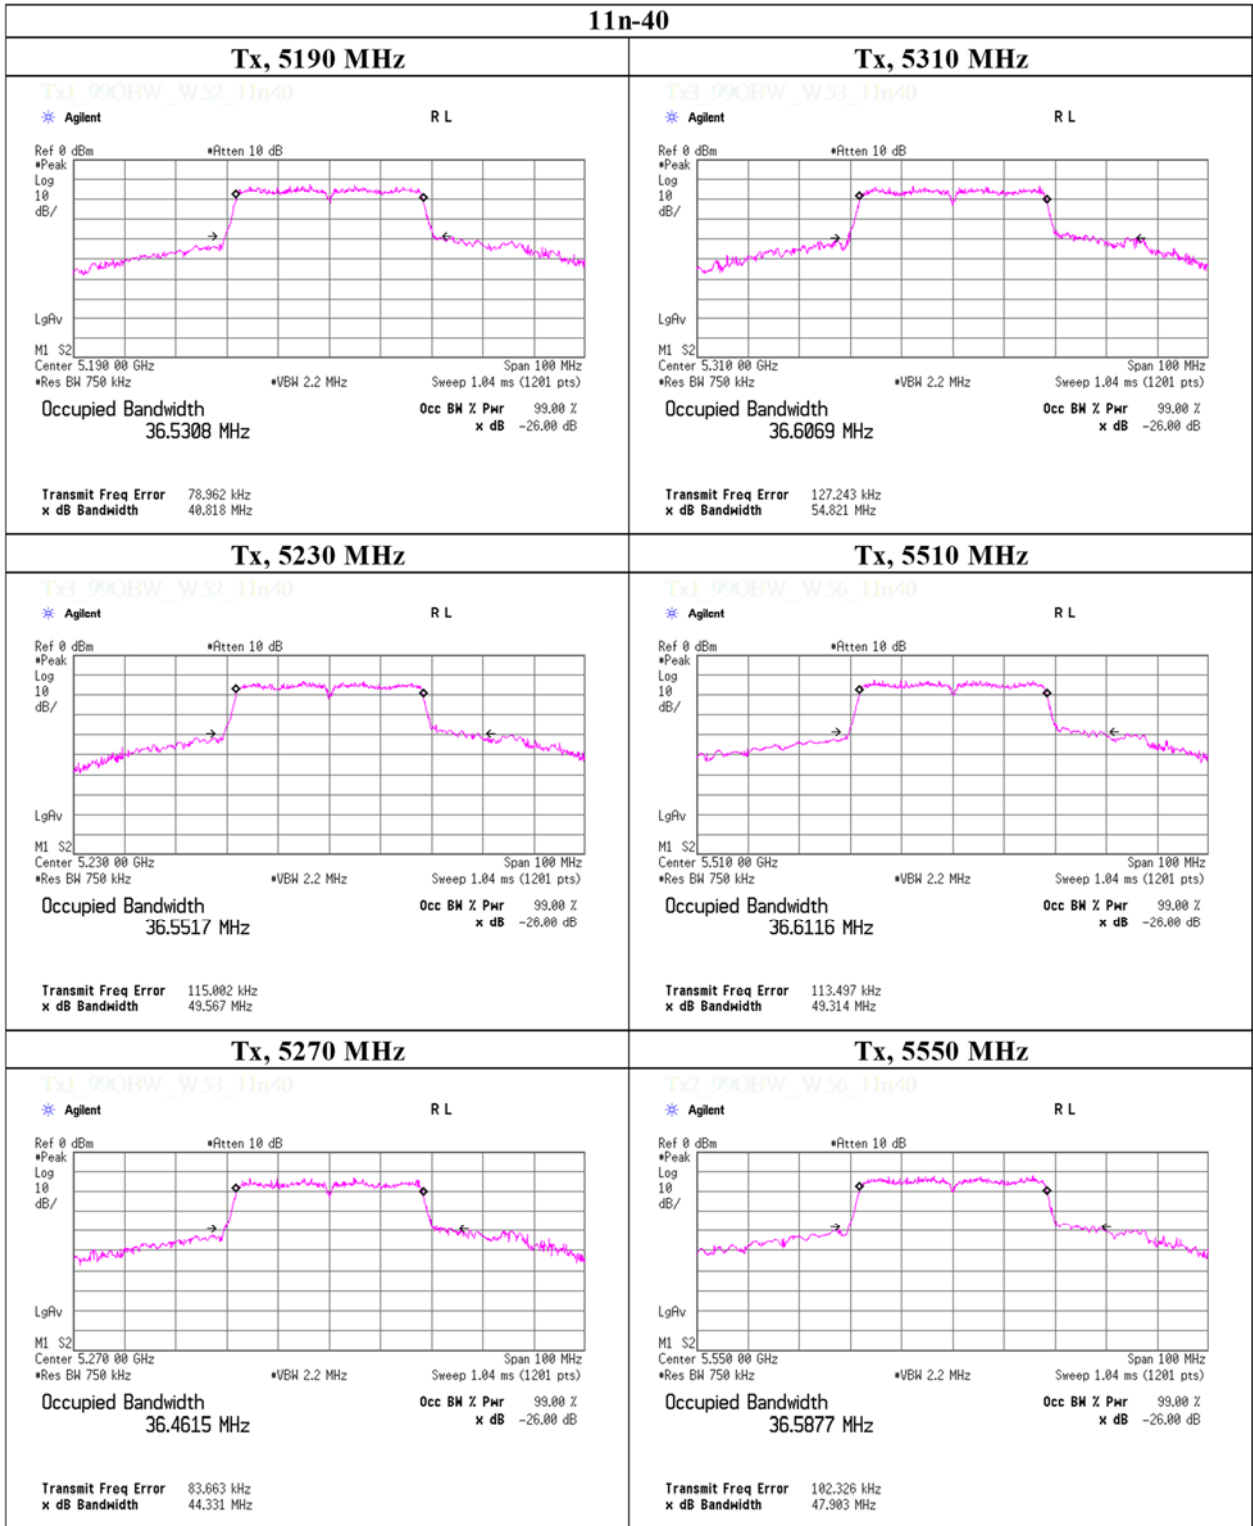 11n-40
Tx, 5190 MHz
Tx1_99OBW_W52_11n40
Agilent R L
Ref 0 dBm *Atten 10 dB
*Peak
Log
10
dB/
LgAv
M1 S2
Center 5.190 00 GHz Span 100 MHz
*Res BW 750 kHz *VBW 2.2 MHz Sweep 1.04 ms (1201 pts)
Occupied Bandwidth Occ BW % Pwr 99.00 %
36.5308 MHz x dB -26.00 dB
Transmit Freq Error 78.962 kHz
x dB Bandwidth 40.818 MHz
Tx, 5310 MHz
Tx3_99OBW_W53_11n40
Agilent R L
Ref 0 dBm *Atten 10 dB
*Peak
Log
10
dB/
LgAv
M1 S2
Center 5.310 00 GHz Span 100 MHz
*Res BW 750 kHz *VBW 2.2 MHz Sweep 1.04 ms (1201 pts)
Occupied Bandwidth Occ BW % Pwr 99.00 %
36.6069 MHz x dB -26.00 dB
Transmit Freq Error 127.243 kHz
x dB Bandwidth 54.821 MHz
Tx, 5230 MHz
Tx3_99OBW_W52_11n40
Agilent R L
Ref 0 dBm *Atten 10 dB
*Peak
Log
10
dB/
LgAv
M1 S2
Center 5.230 00 GHz Span 100 MHz
*Res BW 750 kHz *VBW 2.2 MHz Sweep 1.04 ms (1201 pts)
Occupied Bandwidth Occ BW % Pwr 99.00 %
36.5517 MHz x dB -26.00 dB
Transmit Freq Error 115.002 kHz
x dB Bandwidth 49.567 MHz
Tx, 5510 MHz
Tx1_99OBW_W56_11n40
Agilent R L
Ref 0 dBm *Atten 10 dB
*Peak
Log
10
dB/
LgAv
M1 S2
Center 5.510 00 GHz Span 100 MHz
*Res BW 750 kHz *VBW 2.2 MHz Sweep 1.04 ms (1201 pts)
Occupied Bandwidth Occ BW % Pwr 99.00 %
36.6116 MHz x dB -26.00 dB
Transmit Freq Error 113.497 kHz
x dB Bandwidth 49.314 MHz
Tx, 5270 MHz
Tx1_99OBW_W53_11n40
Agilent R L
Ref 0 dBm *Atten 10 dB
*Peak
Log
10
dB/
LgAv
M1 S2
Center 5.270 00 GHz Span 100 MHz
*Res BW 750 kHz *VBW 2.2 MHz Sweep 1.04 ms (1201 pts)
Occupied Bandwidth Occ BW % Pwr 99.00 %
36.4615 MHz x dB -26.00 dB
Transmit Freq Error 83.663 kHz
x dB Bandwidth 44.331 MHz
Tx, 5550 MHz
Tx2_99OBW_W56_11n40
Agilent R L
Ref 0 dBm *Atten 10 dB
*Peak
Log
10
dB/
LgAv
M1 S2
Center 5.550 00 GHz Span 100 MHz
*Res BW 750 kHz *VBW 2.2 MHz Sweep 1.04 ms (1201 pts)
Occupied Bandwidth Occ BW % Pwr 99.00 %
36.5877 MHz x dB -26.00 dB
Transmit Freq Error 102.326 kHz
x dB Bandwidth 47.903 MHz